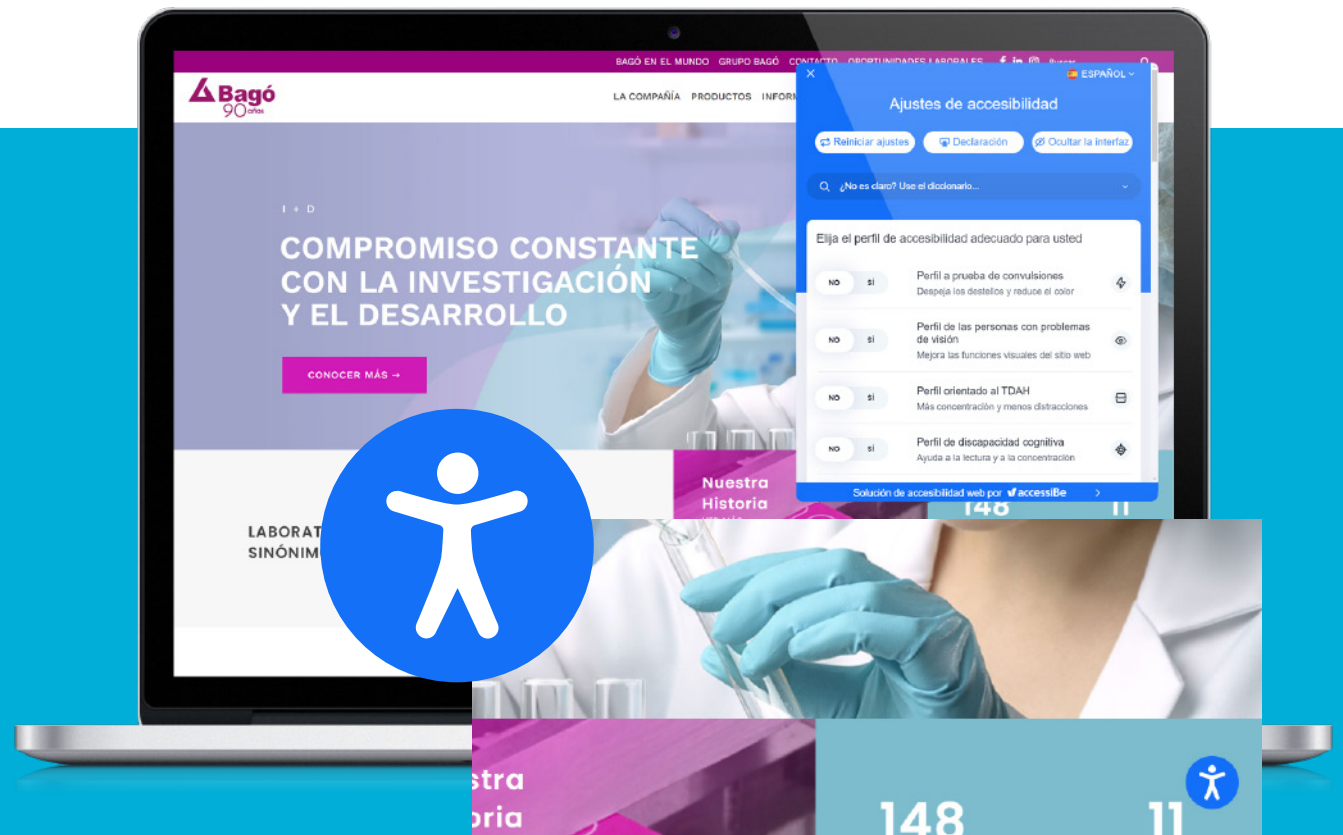 BAGÓ EN EL MUNDO GRUPO BAGÓ CONTACTO OPORTUNIDADES LABORALES
Bagó
90 años
LA COMPAÑÍA PRODUCTOS INFORM
I + D
COMPROMISO CONSTANTE
CON LA INVESTIGACIÓN
Y EL DESARROLLO
CONOCER MÁS →
ESPAÑOL
Ajustes de accesibilidad
Reiniciar ajustes
Declaración
Ocultar la interfaz
¿No es claro? Use el diccionario...
Elija el perfil de accesibilidad adecuado para usted
NO SÍ
Perfil a prueba de convulsiones
Despeja los destellos y reduce el color
NO SÍ
Perfil de las personas con problemas
de visión
Mejora las funciones visuales del sitio web
NO SÍ
Perfil orientado al TDAH
Más concentración y menos distracciones
NO SÍ
Perfil de discapacidad cognitiva
Ayuda a la lectura y a la concentración
Solución de accesibilidad web por accessiBe
LABORAT
SINÓNIM
Nuestra
Historia
148 11
stra
oria
148 11